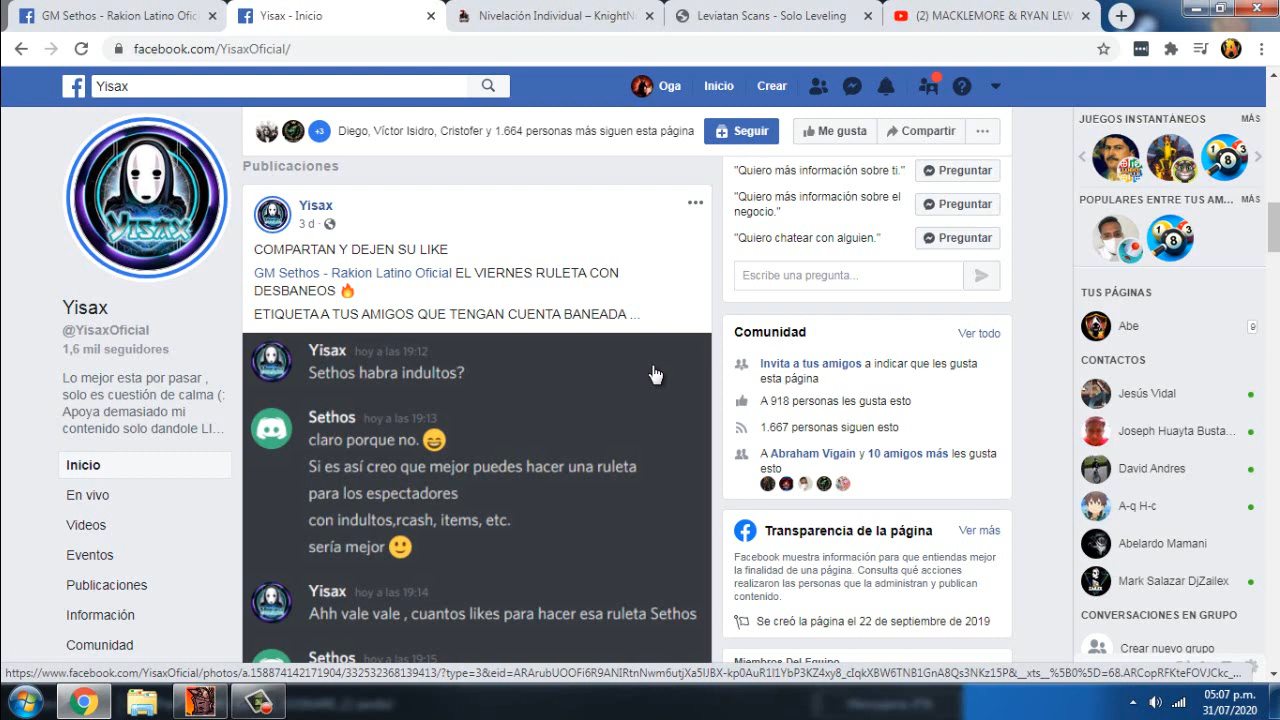 GM Sethos - Rakion Latino Ofic
Yisax - Inicio
Nivelación Individual – KnightN
Leviatan Scans - Solo Leveling
(2) MACKLEMORE & RYAN LEW
facebook.com/YisaxOficial/
Yisax
Oga
Inicio
Crear
YISAX
Yisax
@YisaxOficial
1,6 mil seguidores
Lo mejor esta por pasar ,
solo es cuestión de calma (:
Apoya demasiado mi
contenido solo dandole LI...
Inicio
En vivo
Videos
Eventos
Publicaciones
Información
Comunidad
+3
Diego, Víctor Isidro, Cristofer y 1.664 personas más siguen esta página
Seguir
Me gusta
Compartir
Publicaciones
Yisax
3 d ·
COMPARTAN Y DEJEN SU LIKE
GM Sethos - Rakion Latino Oficial EL VIERNES RULETA CON
DESBANEOS 🔥
ETIQUETA A TUS AMIGOS QUE TENGAN CUENTA BANEADA ...
Yisax hoy a las 19:12
Sethos habra indultos?
Sethos hoy a las 19:13
claro porque no. 😄
Si es así creo que mejor puedes hacer una ruleta
para los espectadores
con indultos,rcash, items, etc.
sería mejor 🙂
Yisax hoy a las 19:14
Ahh vale vale , cuantos likes para hacer esa ruleta Sethos
Sethos hoy a las 19:15
"Quiero más información sobre ti."
Preguntar
"Quiero más información sobre el
negocio."
Preguntar
"Quiero chatear con alguien."
Preguntar
Escribe una pregunta...
Comunidad
Ver todo
Invita a tus amigos a indicar que les gusta
esta página
A 918 personas les gusta esto
1.667 personas siguen esto
A Abraham Vigain y 10 amigos más les gusta
esto
Transparencia de la página
Ver más
Facebook muestra información para que entiendas mejor
la finalidad de una página. Consulta qué acciones
realizaron las personas que la administran y publican
contenido.
Se creó la página el 22 de septiembre de 2019
Miembros Del Equipo
JUEGOS INSTANTÁNEOS
MÁS
POPULARES ENTRE TUS AM...
MÁS
TUS PÁGINAS
Abe
9
CONTACTOS
Jesús Vidal
Joseph Huayta Busta...
David Andres
A-q H-c
Abelardo Mamani
Mark Salazar DjZailex
CONVERSACIONES EN GRUPO
Crear nuevo grupo
05:07 p.m.
31/07/2020